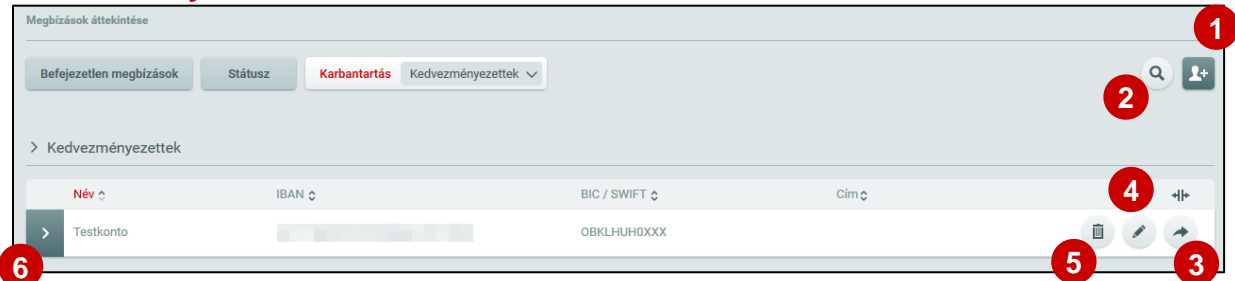 Megbízások áttekintése
1
Befejezetlen megbízások Státusz Karbantartás Kedvezményezettek
2
Kedvezményezettek
4
Név IBAN BIC / SWIFT Cím
Testkonto OBKLHUH0XXX
6 5 3